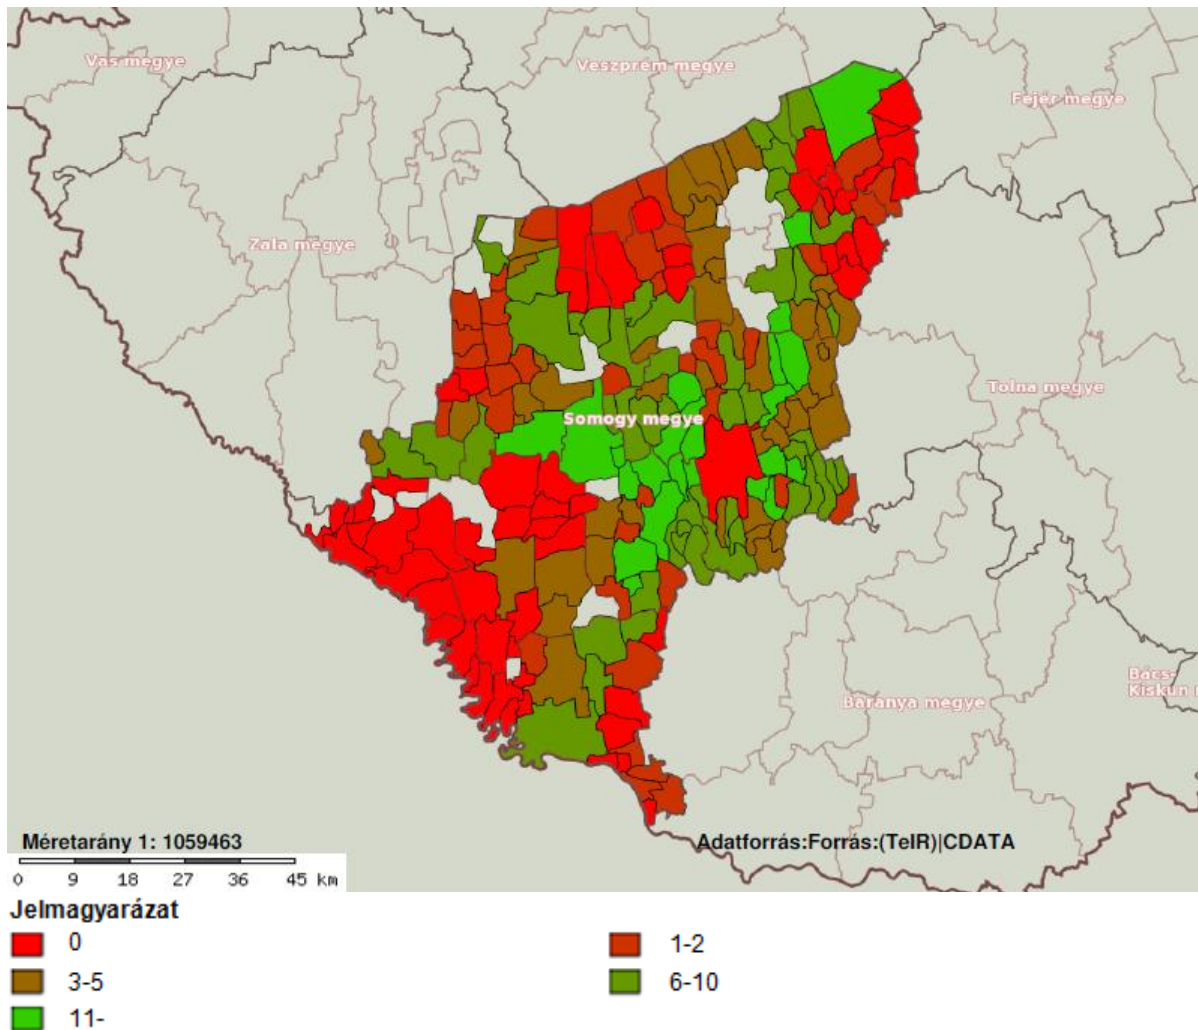 Vas megye
Veszprém megye
Fejér megye
Zala megye
Tolna megye
Somogy megye
Bács-
Kiskun
Baranya megye
Méretarány 1: 1059463
Adatforrás:Forrás:(TeIR)|CDATA
0 9 18 27 36 45 km
Jelmagyarázat
0 1-2
3-5 6-10
11-